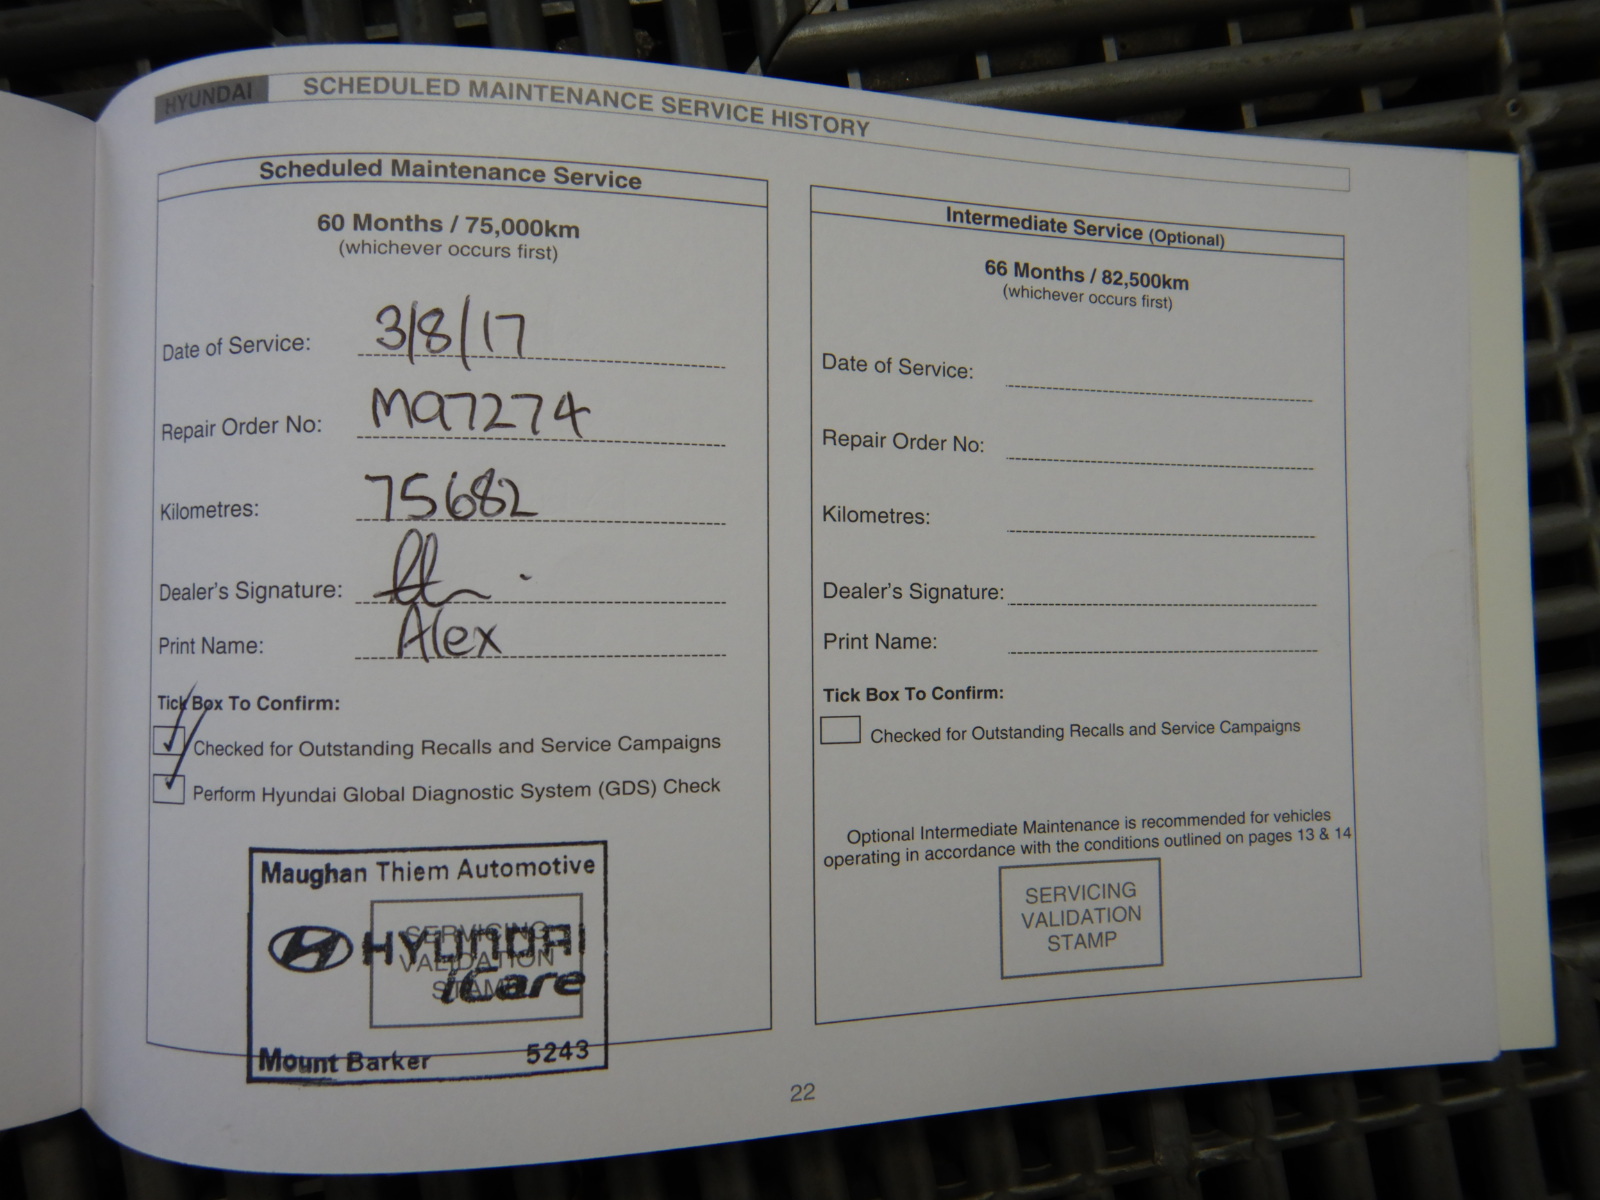 HYUNDAI
SCHEDULED MAINTENANCE SERVICE HISTORY
Scheduled Maintenance Service
60 Months / 75,000km
(whichever occurs first)
Date of Service: 3/8/17
Repair Order No: MA7274
Kilometres: 75682
Dealer's Signature:
Print Name: Alex
Tick Box To Confirm:
Checked for Outstanding Recalls and Service Campaigns
Perform Hyundai Global Diagnostic System (GDS) Check
Maughan Thiem Automotive
SERVICING
HYUNDAI
VALIDATION
iCare
STAMP
Mount Barker 5243
Intermediate Service (Optional)
66 Months / 82,500km
(whichever occurs first)
Date of Service:
Repair Order No:
Kilometres:
Dealer's Signature:
Print Name:
Tick Box To Confirm:
Checked for Outstanding Recalls and Service Campaigns
Optional Intermediate Maintenance is recommended for vehicles
operating in accordance with the conditions outlined on pages 13 & 14
SERVICING
VALIDATION
STAMP
22